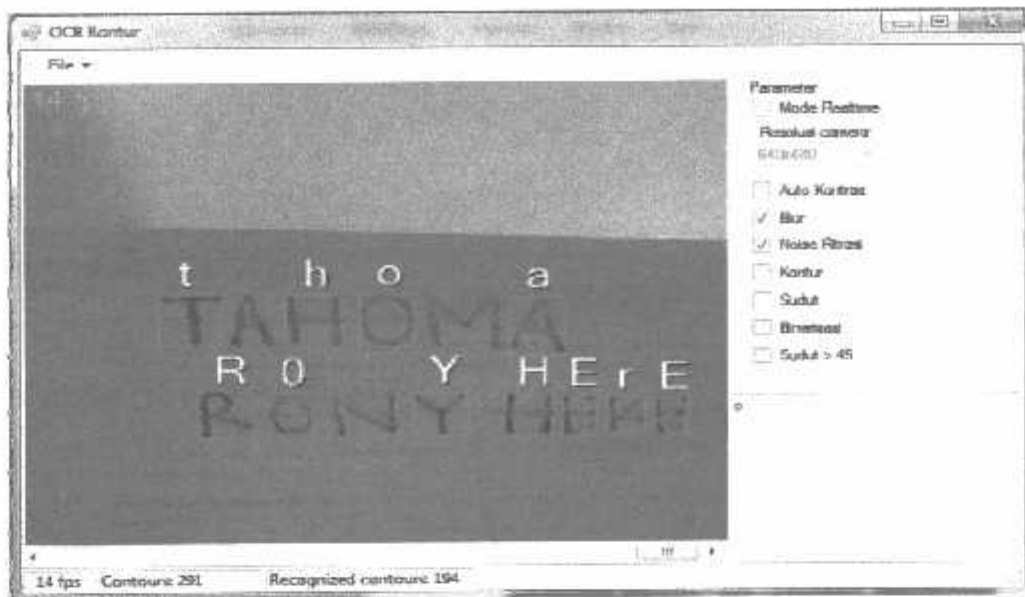 OCR Kontur
File
Parameter
Mode Realtime
Resolusi camera
640x480
Auto Kontras
Blur
Noise Filtrasi
Kontur
Sudut
Binerisasi
Sudut > 45
t h o a
TAHOMA
R 0 Y H E r E
RONY HERE
14 fps Contours 291 Recognized contours 194